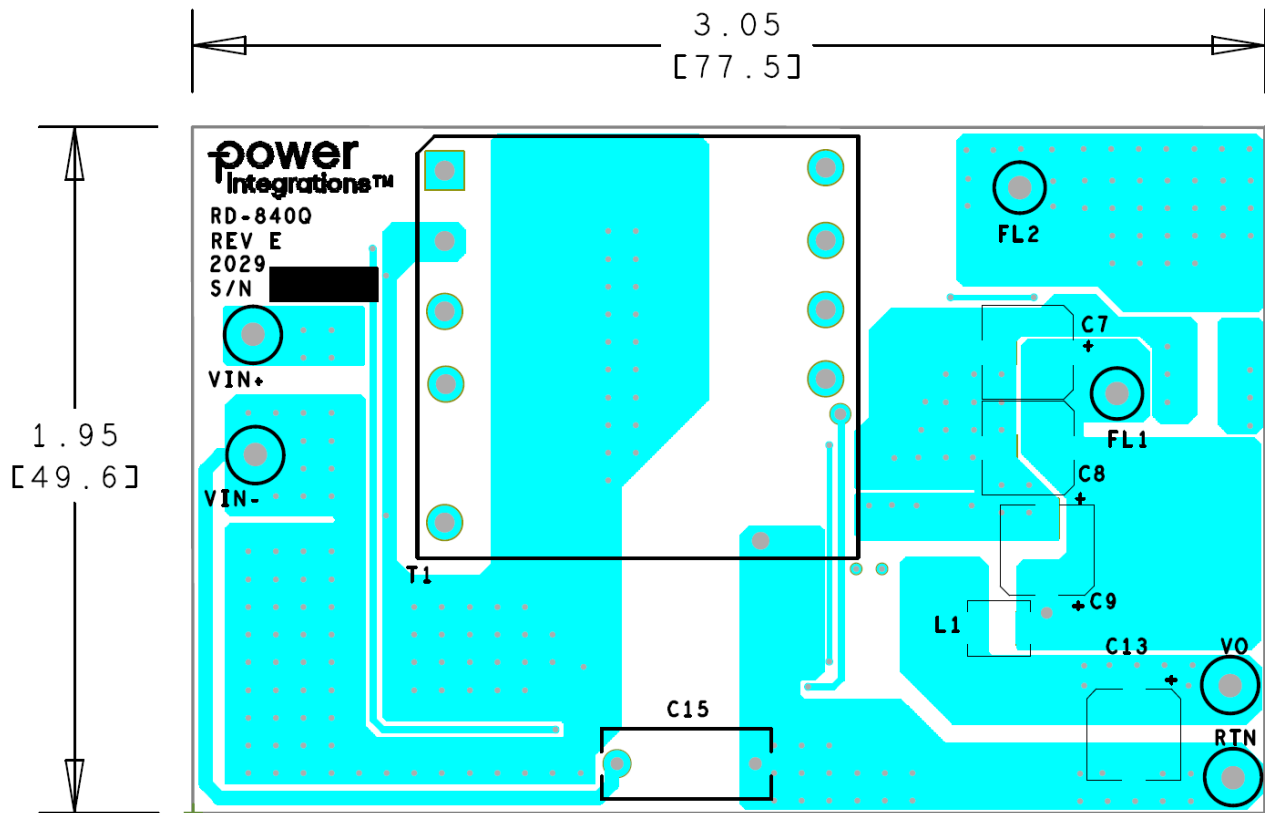 3.05
[77.5]
power
integrations™
RD-840Q
REV E
2029
S/N
FL2
C7
+
VIN+
1.95
[49.6]
FL1
C8
+
VIN-
T1
C9
+
L1
C13
VO
+
C15
RTN